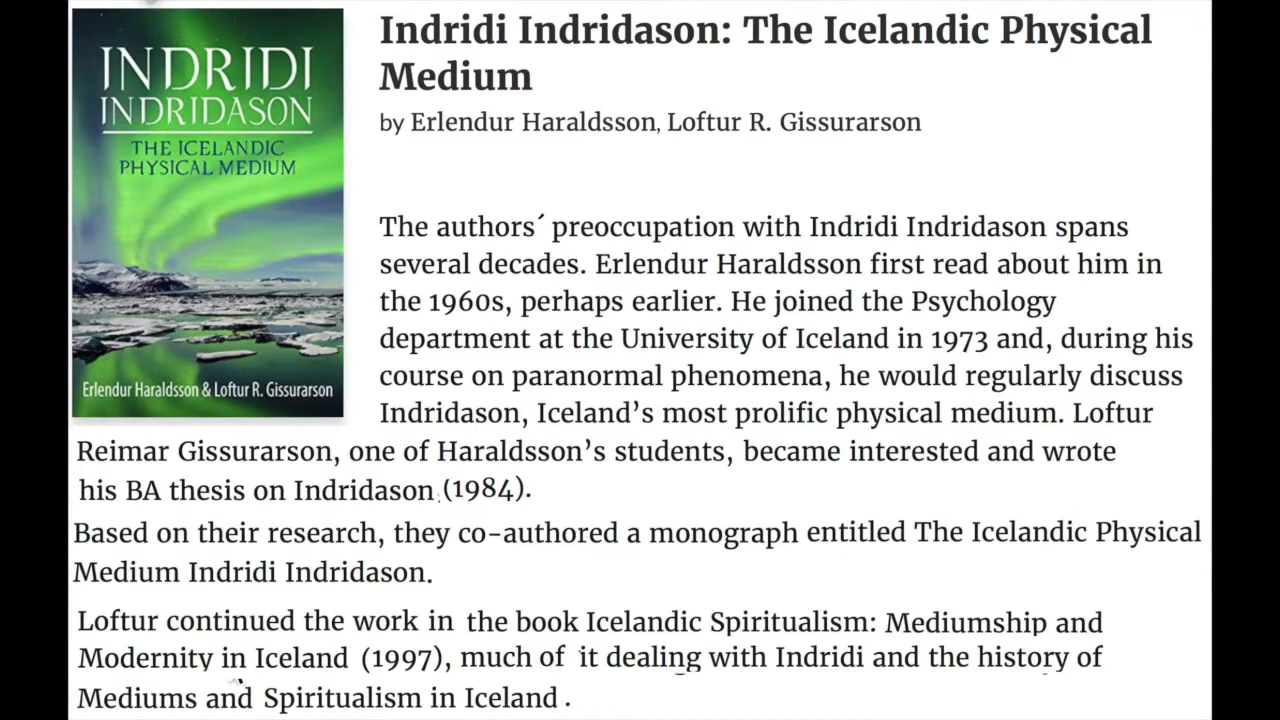 INDRIDI
INDRIDASON
THE ICELANDIC
PHYSICAL MEDIUM
Erlendur Haraldsson & Loftur R. Gissurarson
Indridi Indridason: The Icelandic Physical
Medium
by Erlendur Haraldsson, Loftur R. Gissurarson
The authors´ preoccupation with Indridi Indridason spans
several decades. Erlendur Haraldsson first read about him in
the 1960s, perhaps earlier. He joined the Psychology
department at the University of Iceland in 1973 and, during his
course on paranormal phenomena, he would regularly discuss
Indridason, Iceland’s most prolific physical medium. Loftur
Reimar Gissurarson, one of Haraldsson’s students, became interested and wrote
his BA thesis on Indridason (1984).
Based on their research, they co-authored a monograph entitled The Icelandic Physical
Medium Indridi Indridason.
Loftur continued the work in the book Icelandic Spiritualism: Mediumship and
Modernity in Iceland (1997), much of it dealing with Indridi and the history of
Mediums and Spiritualism in Iceland .